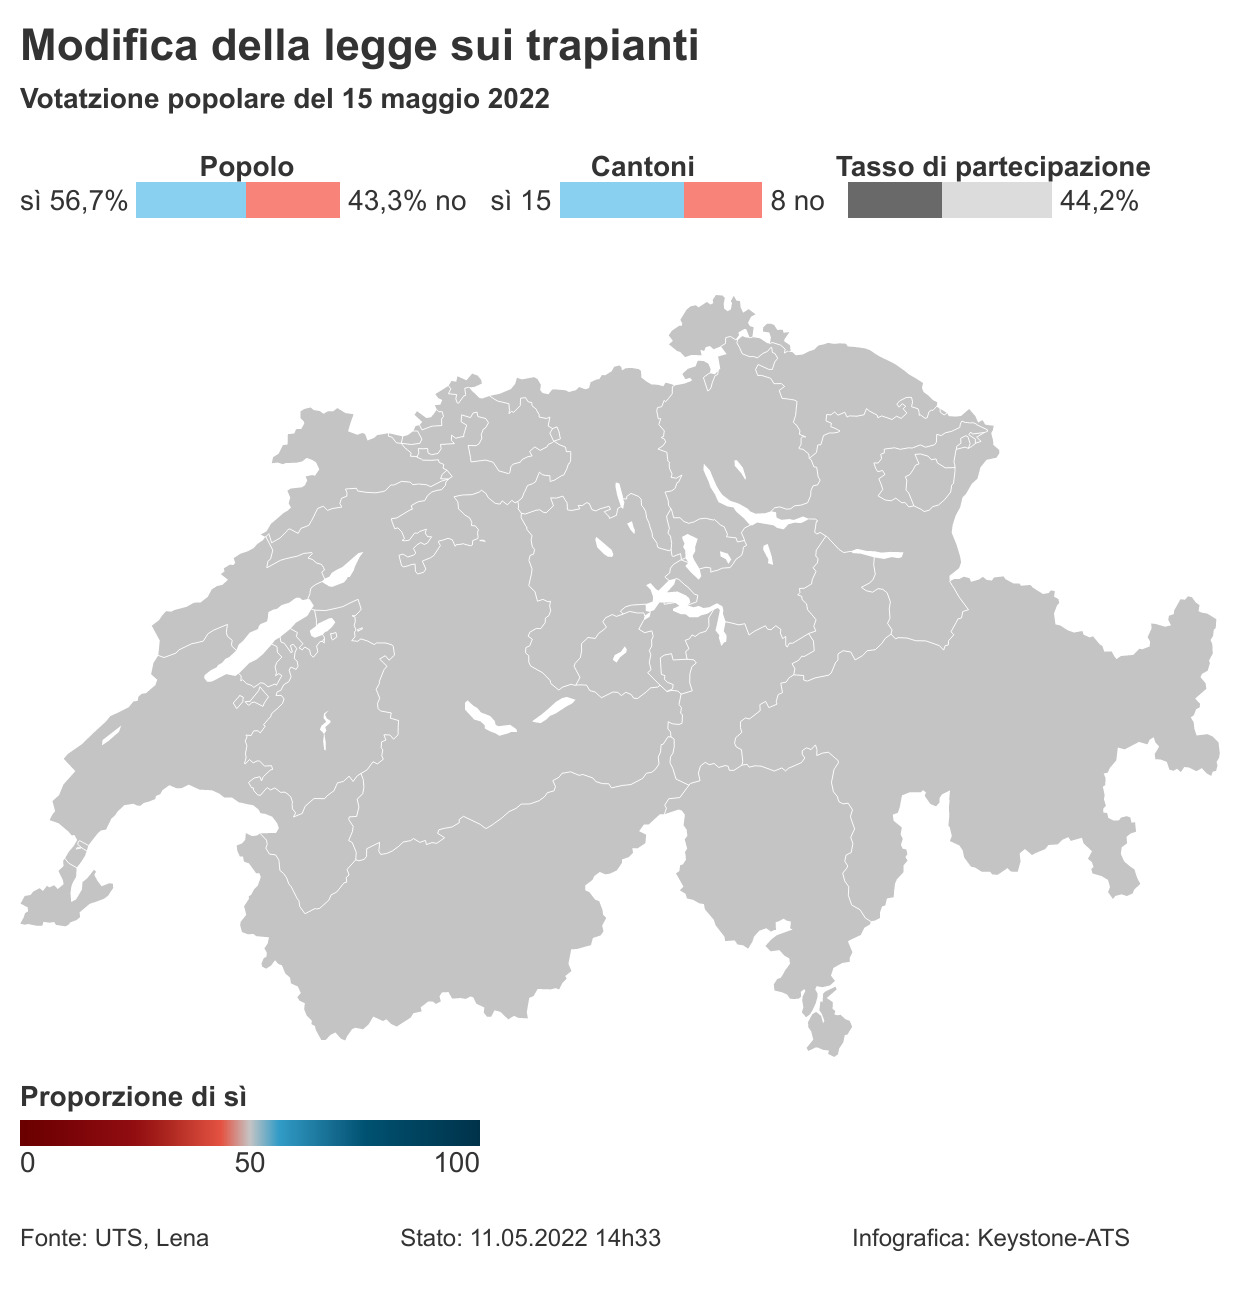 Modifica della legge sui trapianti
Votatzione popolare del 15 maggio 2022
Popolo
sì 56,7% 43,3% no
Cantoni
sì 15 8 no
Tasso di partecipazione
44,2%
Proporzione di sì
0 50 100
Fonte: UTS, Lena
Stato: 11.05.2022 14h33
Infografica: Keystone-ATS